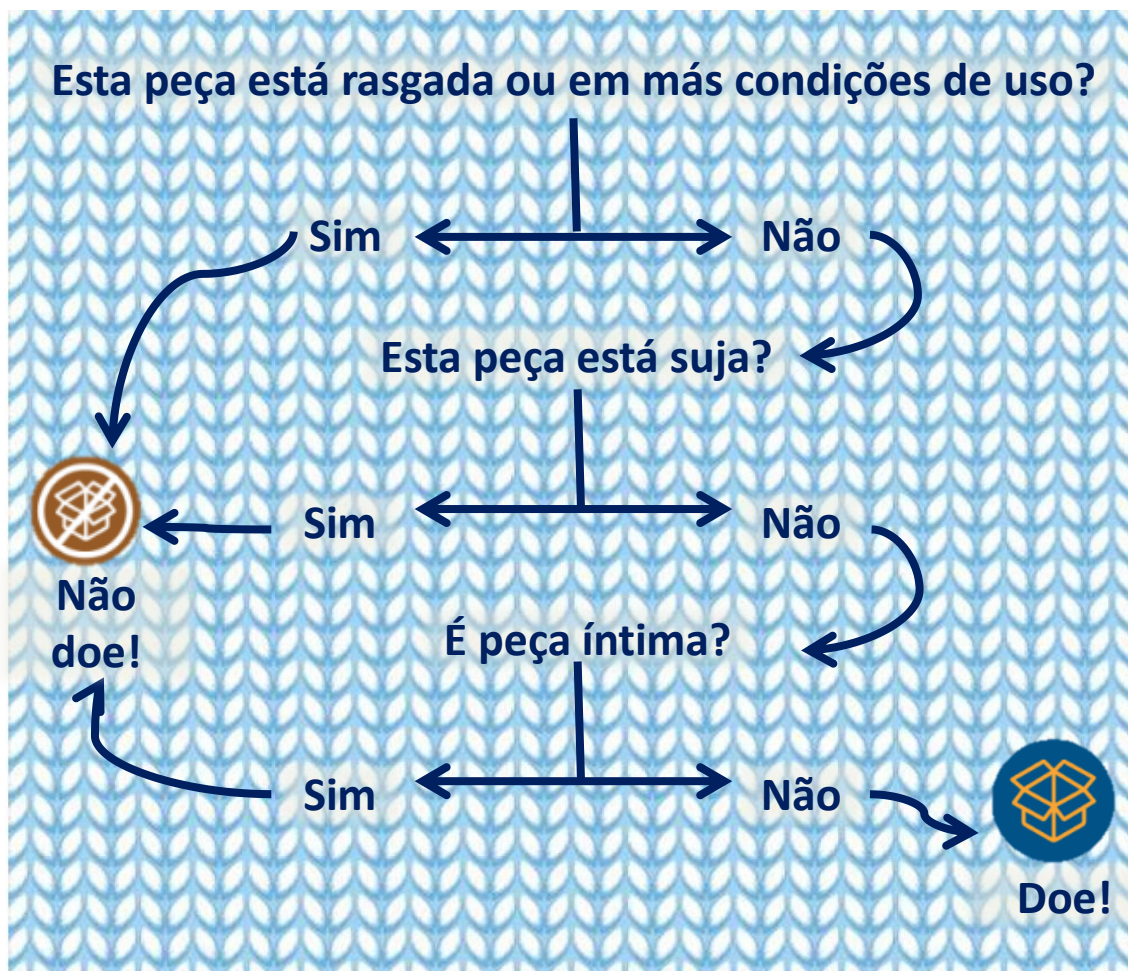 Esta peça está rasgada ou em más condições de uso?
Sim
Não
Esta peça está suja?
Sim
Não
Não
doe!
É peça íntima?
Sim
Não
Doe!